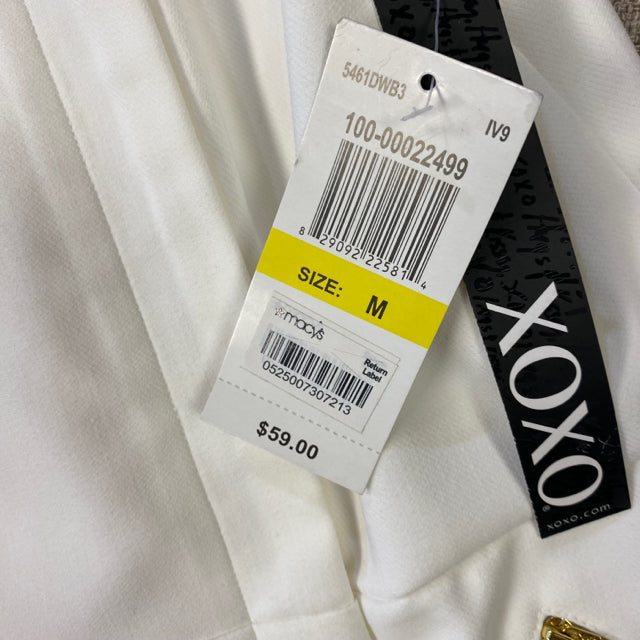 5461DWB3
IV9
100-00022499
8 29092 22581 4
SIZE: M
macy's
Return
Label
0525007307213
$59.00
XOXO
xoxo.com